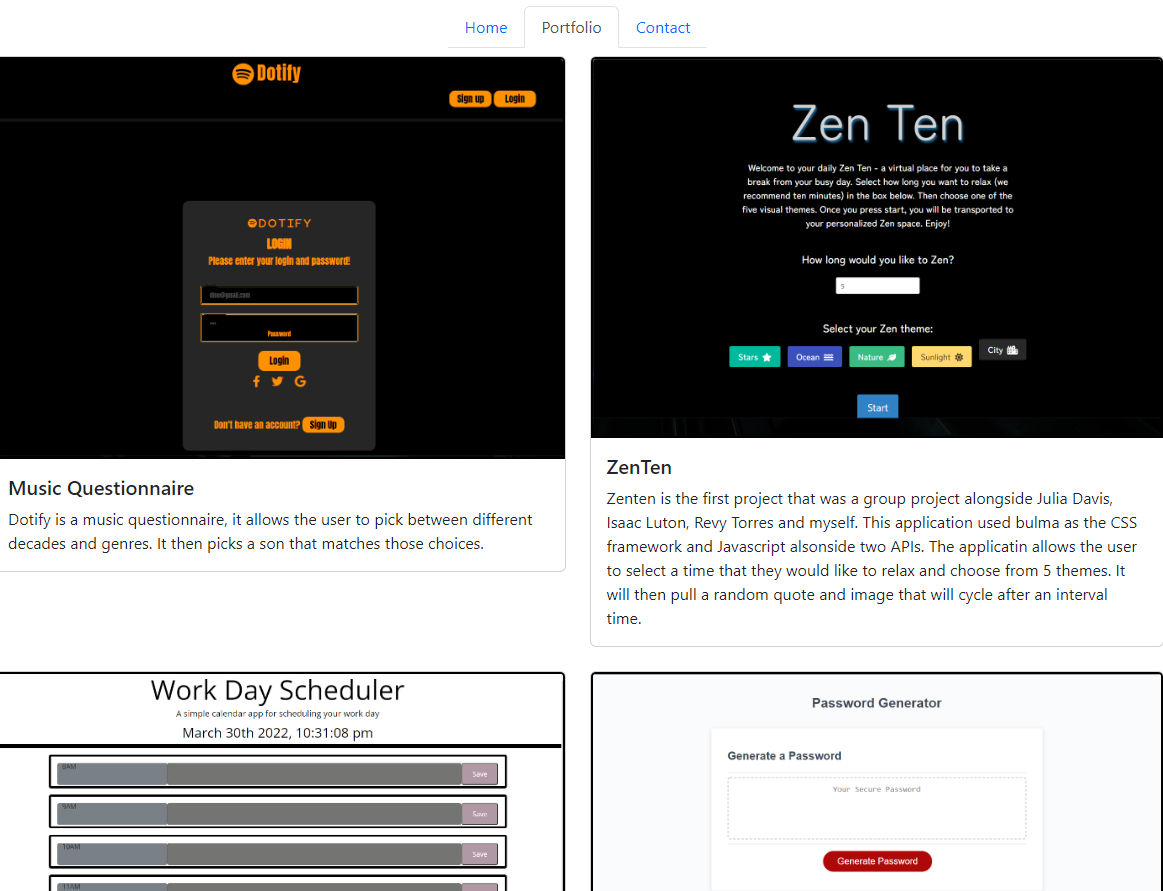 Home Portfolio Contact
Dotify
Sign up Login
DOTIFY
LOGIN
Please enter your login and password!
Password
Login
Don't have an account? Sign Up
Music Questionnaire
Dotify is a music questionnaire, it allows the user to pick between different
decades and genres. It then picks a son that matches those choices.
Zen Ten
Welcome to your daily Zen Ten - a virtual place for you to take a
break from your busy day. Select how long you want to relax (we
recommend ten minutes) in the box below. Then choose one of the
five visual themes. Once you press start, you will be transported to
your personalized Zen space. Enjoy!
How long would you like to Zen?
5
Select your Zen theme:
Stars Ocean Nature Sunlight City
Start
ZenTen
Zenten is the first project that was a group project alongside Julia Davis,
Isaac Luton, Revy Torres and myself. This application used bulma as the CSS
framework and Javascript alsonside two APIs. The applicatin allows the user
to select a time that they would like to relax and choose from 5 themes. It
will then pull a random quote and image that will cycle after an interval
time.
Work Day Scheduler
A simple calendar app for scheduling your work day
March 30th 2022, 10:31:08 pm
Save
9AM Save
10AM Save
11AM
Password Generator
Generate a Password
Your Secure Password
Generate Password